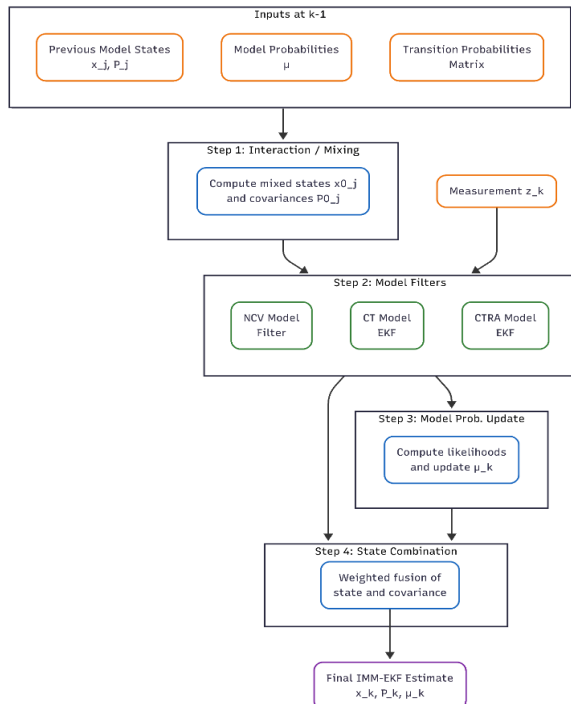 Inputs at k-1
Previous Model States
x_j, P_j
Model Probabilities
μ
Transition Probabilities
Matrix
Step 1: Interaction / Mixing
Compute mixed states x0_j
and covariances P0_j
Measurement z_k
Step 2: Model Filters
NCV Model
Filter
CT Model
EKF
CTRA Model
EKF
Step 3: Model Prob. Update
Compute likelihoods
and update μ_k
Step 4: State Combination
Weighted fusion of
state and covariance
Final IMM-EKF Estimate
x_k, P_k, μ_k